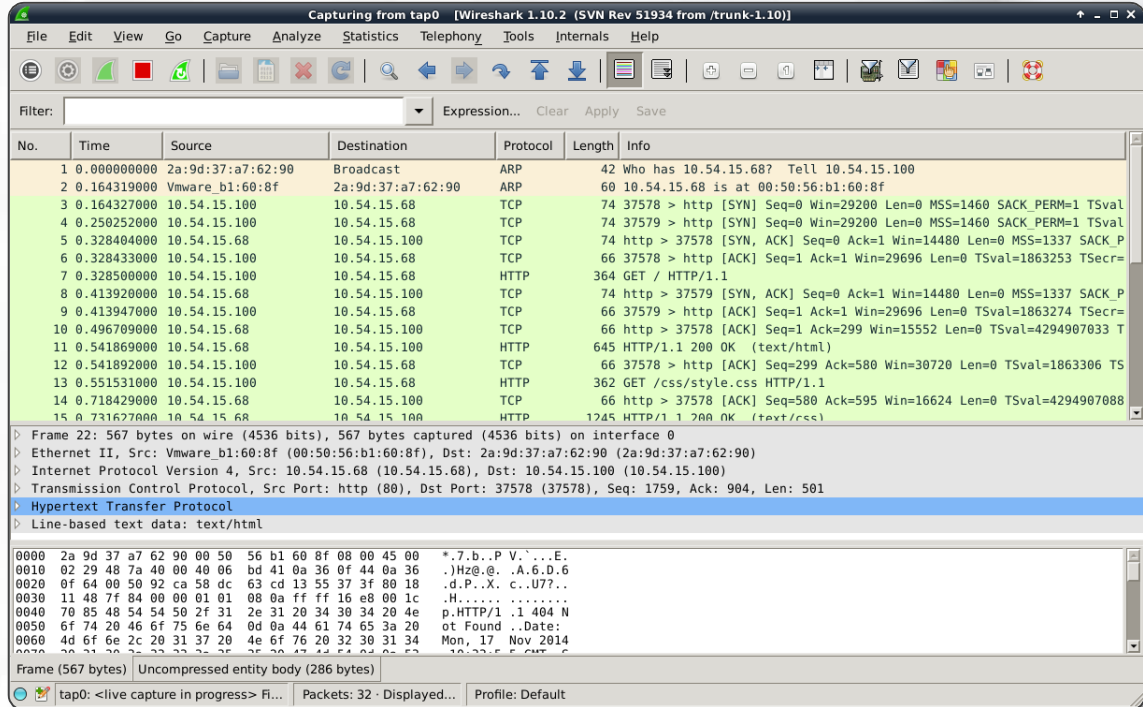 Capturing from tap0 [Wireshark 1.10.2 (SVN Rev 51934 from /trunk-1.10)]
File Edit View Go Capture Analyze Statistics Telephony Tools Internals Help
Filter: Expression... Clear Apply Save
No. Time Source Destination Protocol Length Info
1 0.000000000 2a:9d:37:a7:62:90 Broadcast ARP 42 Who has 10.54.15.68? Tell 10.54.15.100
2 0.164319000 Vmware_b1:60:8f 2a:9d:37:a7:62:90 ARP 60 10.54.15.68 is at 00:50:56:b1:60:8f
3 0.164327000 10.54.15.100 10.54.15.68 TCP 74 37578 > http [SYN] Seq=0 Win=29200 Len=0 MSS=1460 SACK_PERM=1 TSval
4 0.250252000 10.54.15.100 10.54.15.68 TCP 74 37579 > http [SYN] Seq=0 Win=29200 Len=0 MSS=1460 SACK_PERM=1 TSval
5 0.328404000 10.54.15.68 10.54.15.100 TCP 74 http > 37578 [SYN, ACK] Seq=0 Ack=1 Win=14480 Len=0 MSS=1337 SACK_P
6 0.328433000 10.54.15.100 10.54.15.68 TCP 66 37578 > http [ACK] Seq=1 Ack=1 Win=29696 Len=0 TSval=1863253 TSecr=
7 0.328500000 10.54.15.100 10.54.15.68 HTTP 364 GET / HTTP/1.1
8 0.413920000 10.54.15.68 10.54.15.100 TCP 74 http > 37579 [SYN, ACK] Seq=0 Ack=1 Win=14480 Len=0 MSS=1337 SACK_P
9 0.413947000 10.54.15.100 10.54.15.68 TCP 66 37579 > http [ACK] Seq=1 Ack=1 Win=29696 Len=0 TSval=1863274 TSecr=
10 0.496709000 10.54.15.68 10.54.15.100 TCP 66 http > 37578 [ACK] Seq=1 Ack=299 Win=15552 Len=0 TSval=4294907033 T
11 0.541869000 10.54.15.68 10.54.15.100 HTTP 645 HTTP/1.1 200 OK (text/html)
12 0.541892000 10.54.15.100 10.54.15.68 TCP 66 37578 > http [ACK] Seq=299 Ack=580 Win=30720 Len=0 TSval=1863306 TS
13 0.551531000 10.54.15.100 10.54.15.68 HTTP 362 GET /css/style.css HTTP/1.1
14 0.718429000 10.54.15.68 10.54.15.100 TCP 66 http > 37578 [ACK] Seq=580 Ack=595 Win=16624 Len=0 TSval=4294907088
15 0.731627000 10.54.15.68 10.54.15.100 HTTP 1245 HTTP/1.1 200 OK (text/css)
Frame 22: 567 bytes on wire (4536 bits), 567 bytes captured (4536 bits) on interface 0
Ethernet II, Src: Vmware_b1:60:8f (00:50:56:b1:60:8f), Dst: 2a:9d:37:a7:62:90 (2a:9d:37:a7:62:90)
Internet Protocol Version 4, Src: 10.54.15.68 (10.54.15.68), Dst: 10.54.15.100 (10.54.15.100)
Transmission Control Protocol, Src Port: http (80), Dst Port: 37578 (37578), Seq: 1759, Ack: 904, Len: 501
Hypertext Transfer Protocol
Line-based text data: text/html
0000 2a 9d 37 a7 62 90 00 50 56 b1 60 8f 08 00 45 00 *.7.b..P V.`...E.
0010 02 29 48 7a 40 00 40 06 bd 41 0a 36 0f 44 0a 36 .)Hz@.@. .A.6.D.6
0020 0f 64 00 50 92 ca 58 dc 63 cd 13 55 37 3f 80 18 .d.P..X. c..U7?..
0030 11 48 7f 84 00 00 01 01 08 0a ff ff 16 e8 00 1c .H...... ........
0040 70 85 48 54 54 50 2f 31 2e 31 20 34 30 34 20 4e p.HTTP/1 .1 404 N
0050 6f 74 20 46 6f 75 6e 64 0d 0a 44 61 74 65 3a 20 ot Found ..Date:
0060 4d 6f 6e 2c 20 31 37 20 4e 6f 76 20 32 30 31 34 Mon, 17 Nov 2014
Frame (567 bytes) Uncompressed entity body (286 bytes)
tap0: <live capture in progress> Fi... Packets: 32 · Displayed... Profile: Default